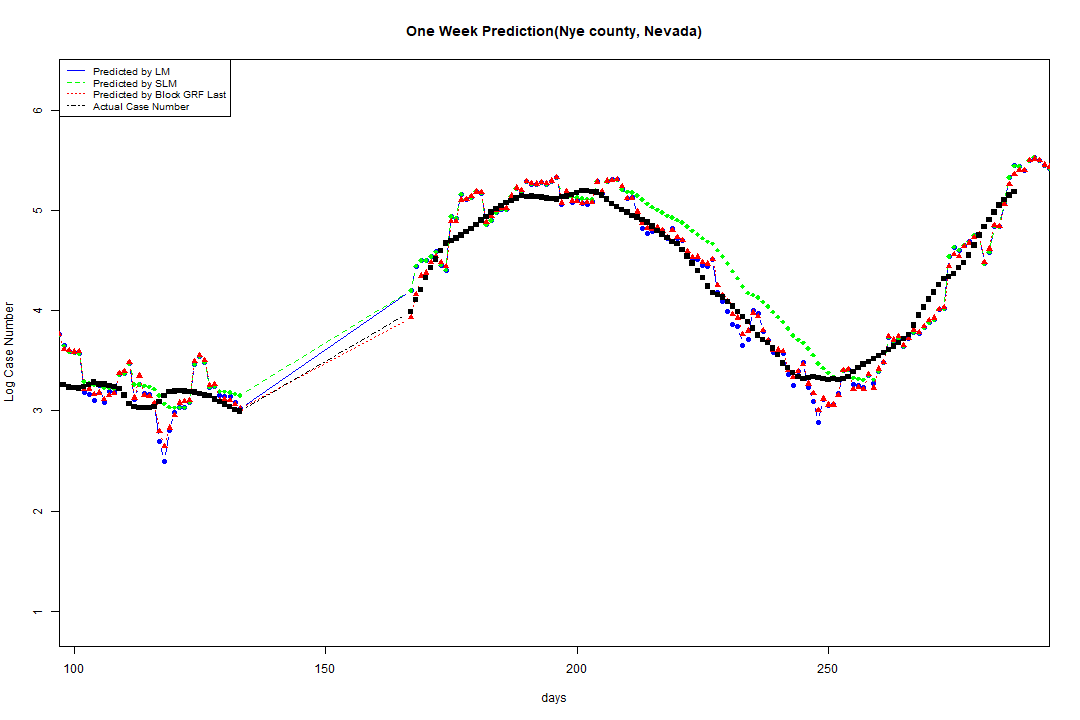 One Week Prediction(Nye county, Nevada)
Predicted by LM
Predicted by SLM
Predicted by Block GRF Last
Actual Case Number
6
5
4
3
2
1
Log Case Number
100 150 200 250
days